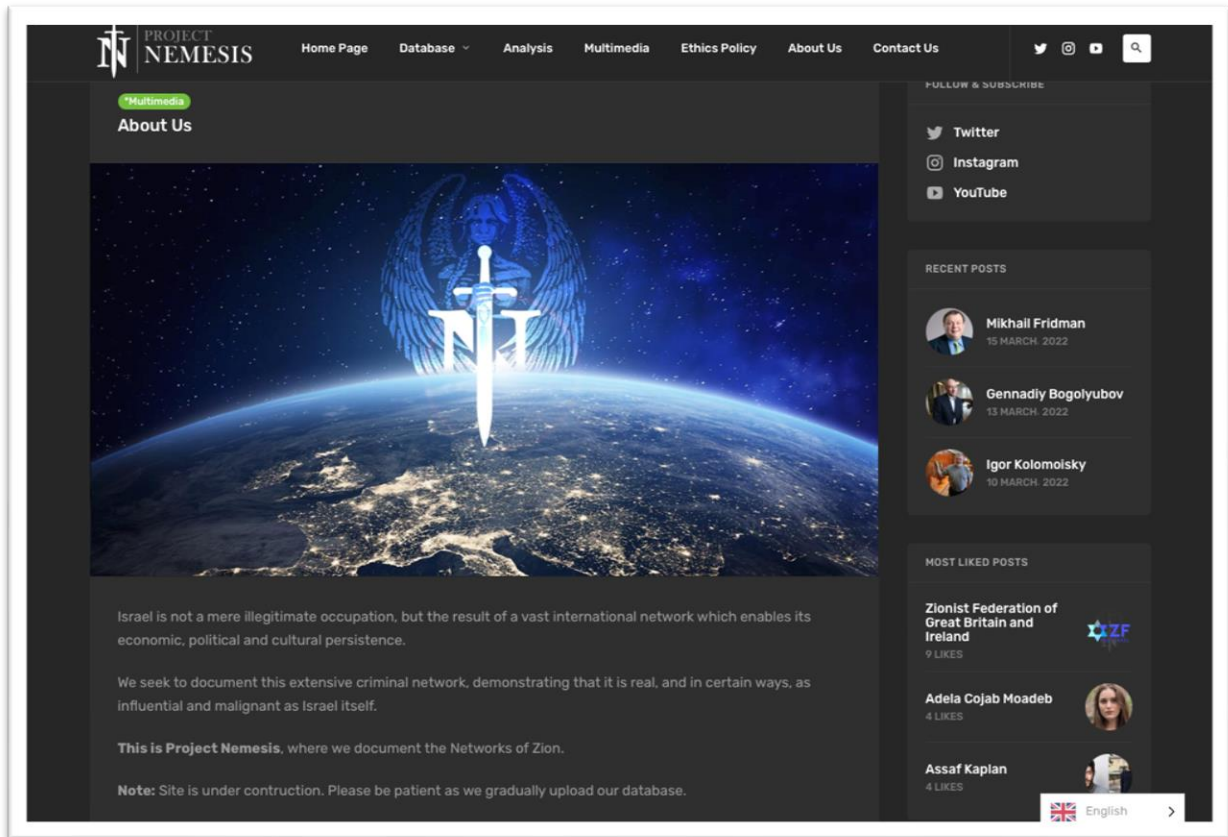 PROJECT
NEMESIS
Home Page
Database
Analysis
Multimedia
Ethics Policy
About Us
Contact Us
"Multimedia
About Us
Israel is not a mere illegitimate occupation, but the result of a vast international network which enables its
economic, political and cultural persistence.
We seek to document this extensive criminal network, demonstrating that it is real, and in certain ways, as
influential and malignant as Israel itself.
This is Project Nemesis, where we document the Networks of Zion.
Note: Site is under contruction. Please be patient as we gradually upload our database.
FOLLOW & SUBSCRIBE
Twitter
Instagram
YouTube
RECENT POSTS
Mikhail Fridman
15 MARCH، 2022
Gennadiy Bogolyubov
13 MARCH، 2022
Igor Kolomoisky
10 MARCH، 2022
MOST LIKED POSTS
Zionist Federation of
Great Britain and
Ireland
ZF
9 LIKES
Adela Cojab Moadeb
4 LIKES
Assaf Kaplan
4 LIKES
English